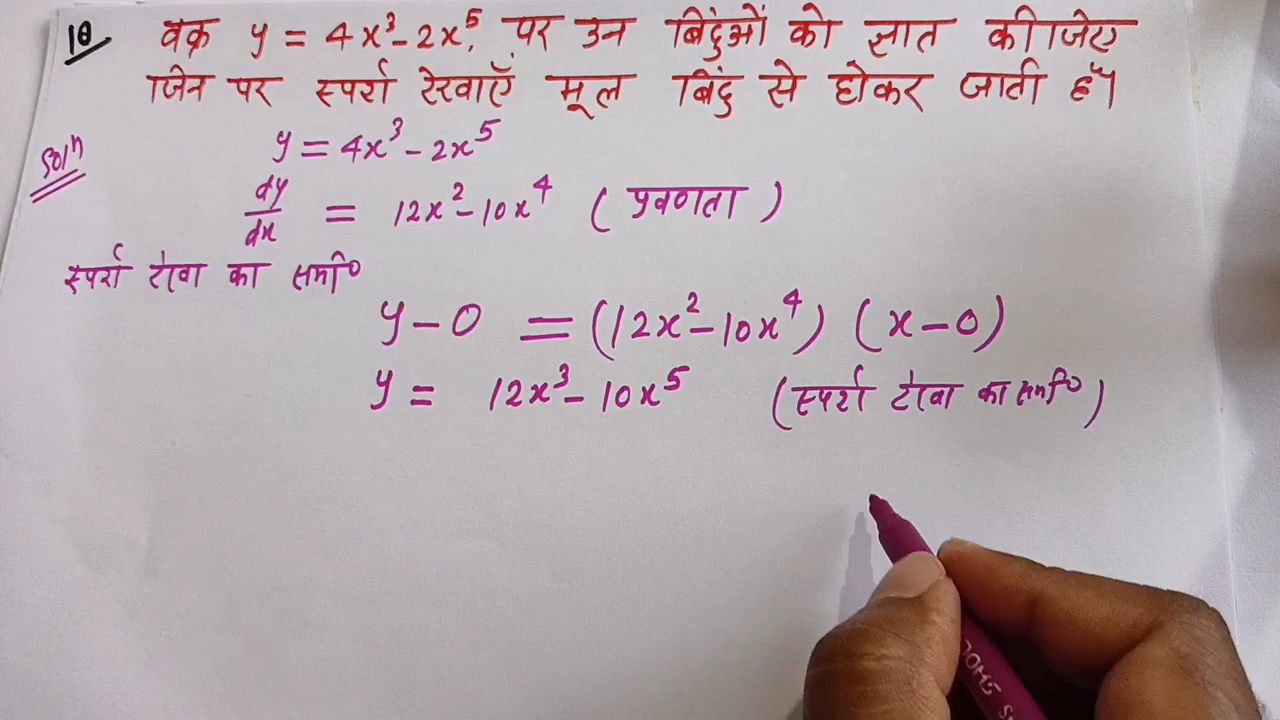 18 वक्र y = 4x³-2x⁵, पर उन बिंदुओं को ज्ञात कीजिए
जिन पर स्पर्श रेखाएँ मूल बिंदु से होकर जाती हैं।
Solⁿ
y = 4x³ - 2x⁵
dy/dx = 12x² - 10x⁴ (प्रवणता)
स्पर्श रेखा का समी०
y - 0 = (12x² - 10x⁴) (x - 0)
y = 12x³ - 10x⁵ (स्पर्श रेखा का समी०)